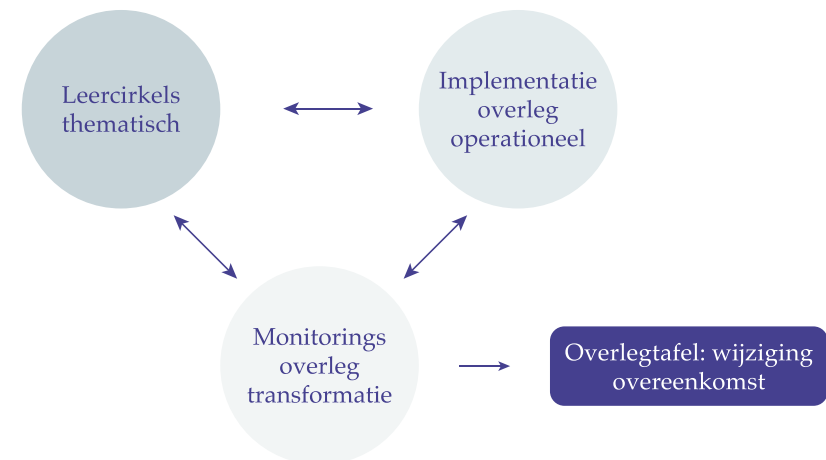 Leercirkels
thematisch
Implementatie
overleg
operationeel
Monitorings
overleg
transformatie
Overlegtafel: wijziging
overeenkomst